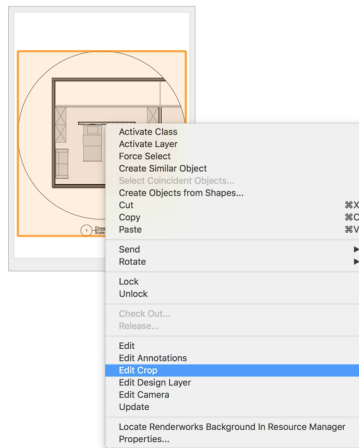 Activate Class
Activate Layer
Force Select
Create Similar Object
Select Coincident Objects...
Create Objects from Shapes...
Cut ⌘X
Copy ⌘C
Paste ⌘V
Send ▶
Rotate ▶
Lock
Unlock
Check Out...
Release...
Edit
Edit Annotations
Edit Crop
Edit Design Layer
Edit Camera
Update
Locate Renderworks Background In Resource Manager
Properties...